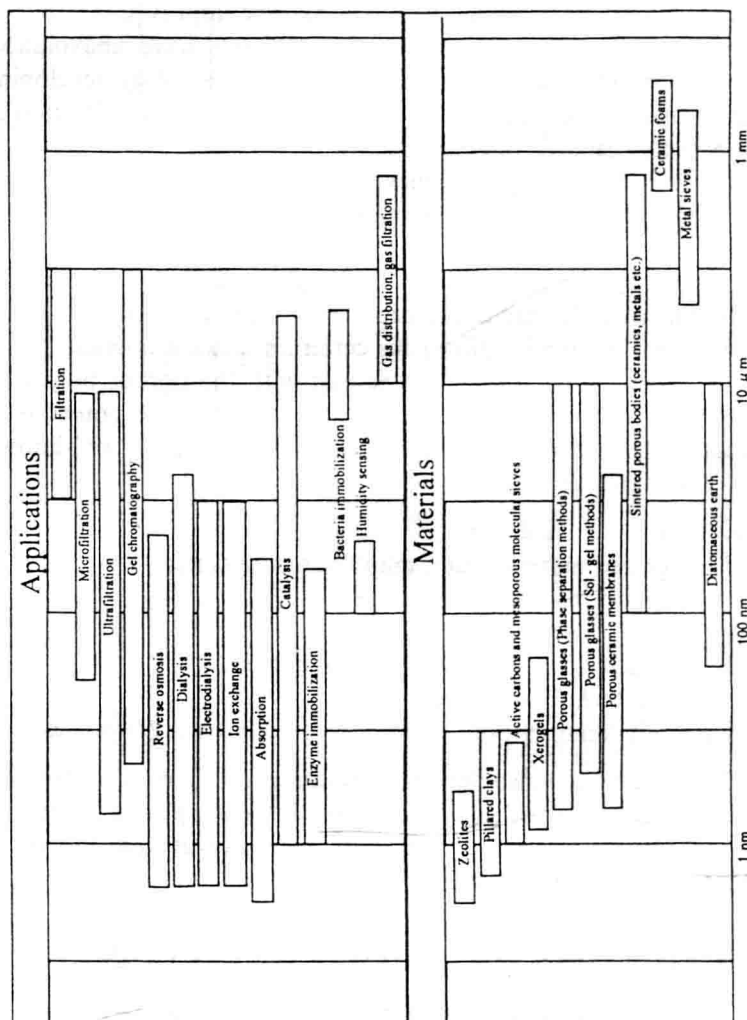 Applications
Filtration
Microfiltration
Ultrafiltration
Gel chromatography
Reverse osmosis
Dialysis
Electrodialysis
Ion exchange
Absorption
Catalysis
Enzyme immobilization
Bacteria immobilization
Humidity sensing
Gas distribution, gas filtration
Materials
Zeolites
Pillared clays
Active carbons and mesoporous molecular sieves
Xerogels
Porous glasses (Phase separation methods)
Porous glasses (Sol - gel methods)
Porous ceramic membranes
Sintered porous bodies (ceramics, metals etc.)
Ceramic foams
Metal sieves
Diatomaceous earth
1 nm
100 nm
10 μm
1 mm